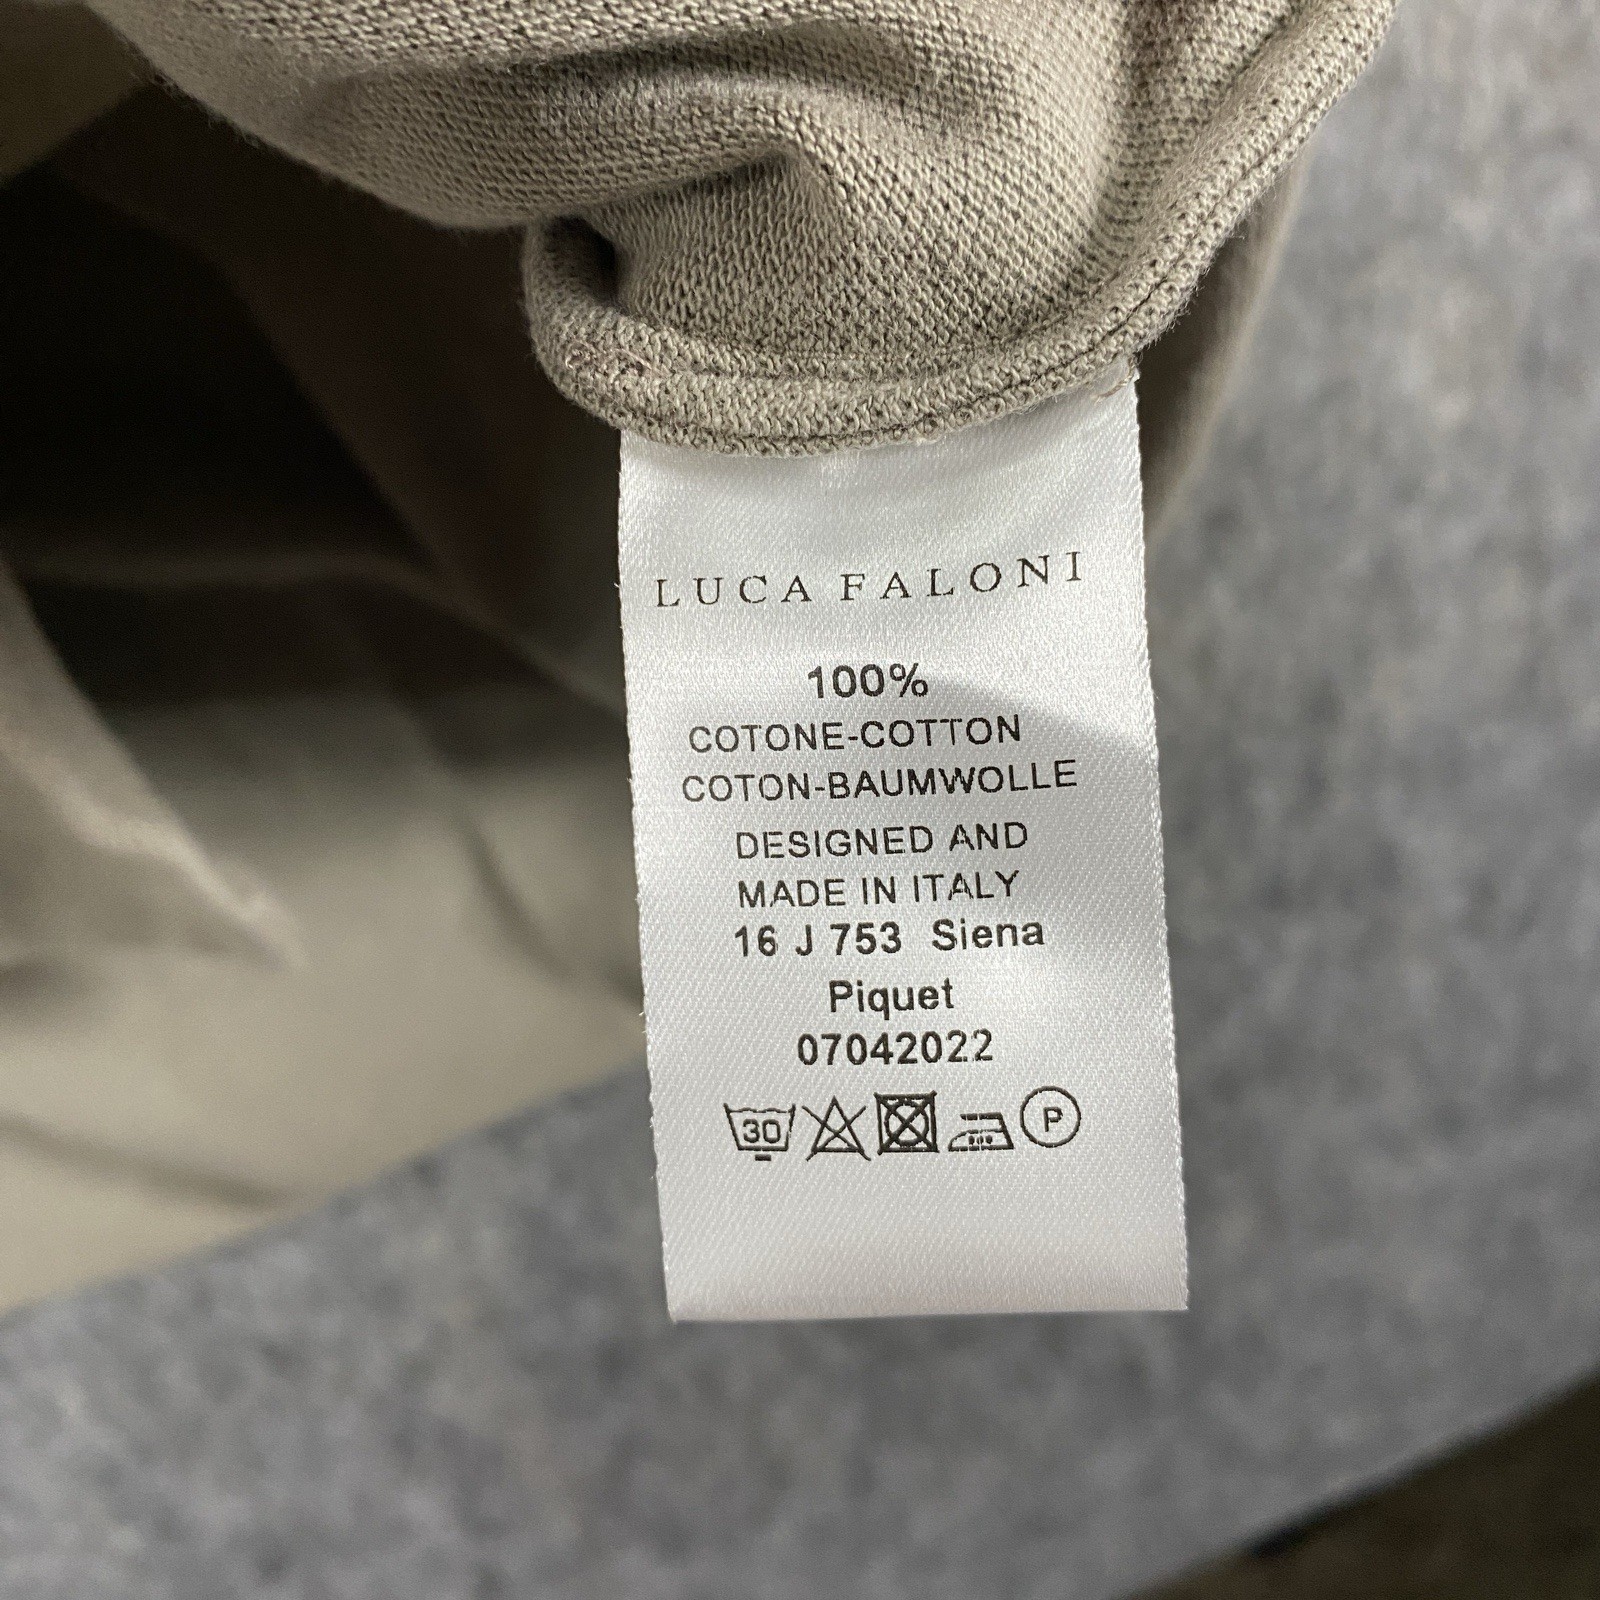 LUCA FALONI
100%
COTONE-COTTON
COTON-BAUMWOLLE
DESIGNED AND
MADE IN ITALY
16 J 753 Siena
Piquet
07042022
30 P